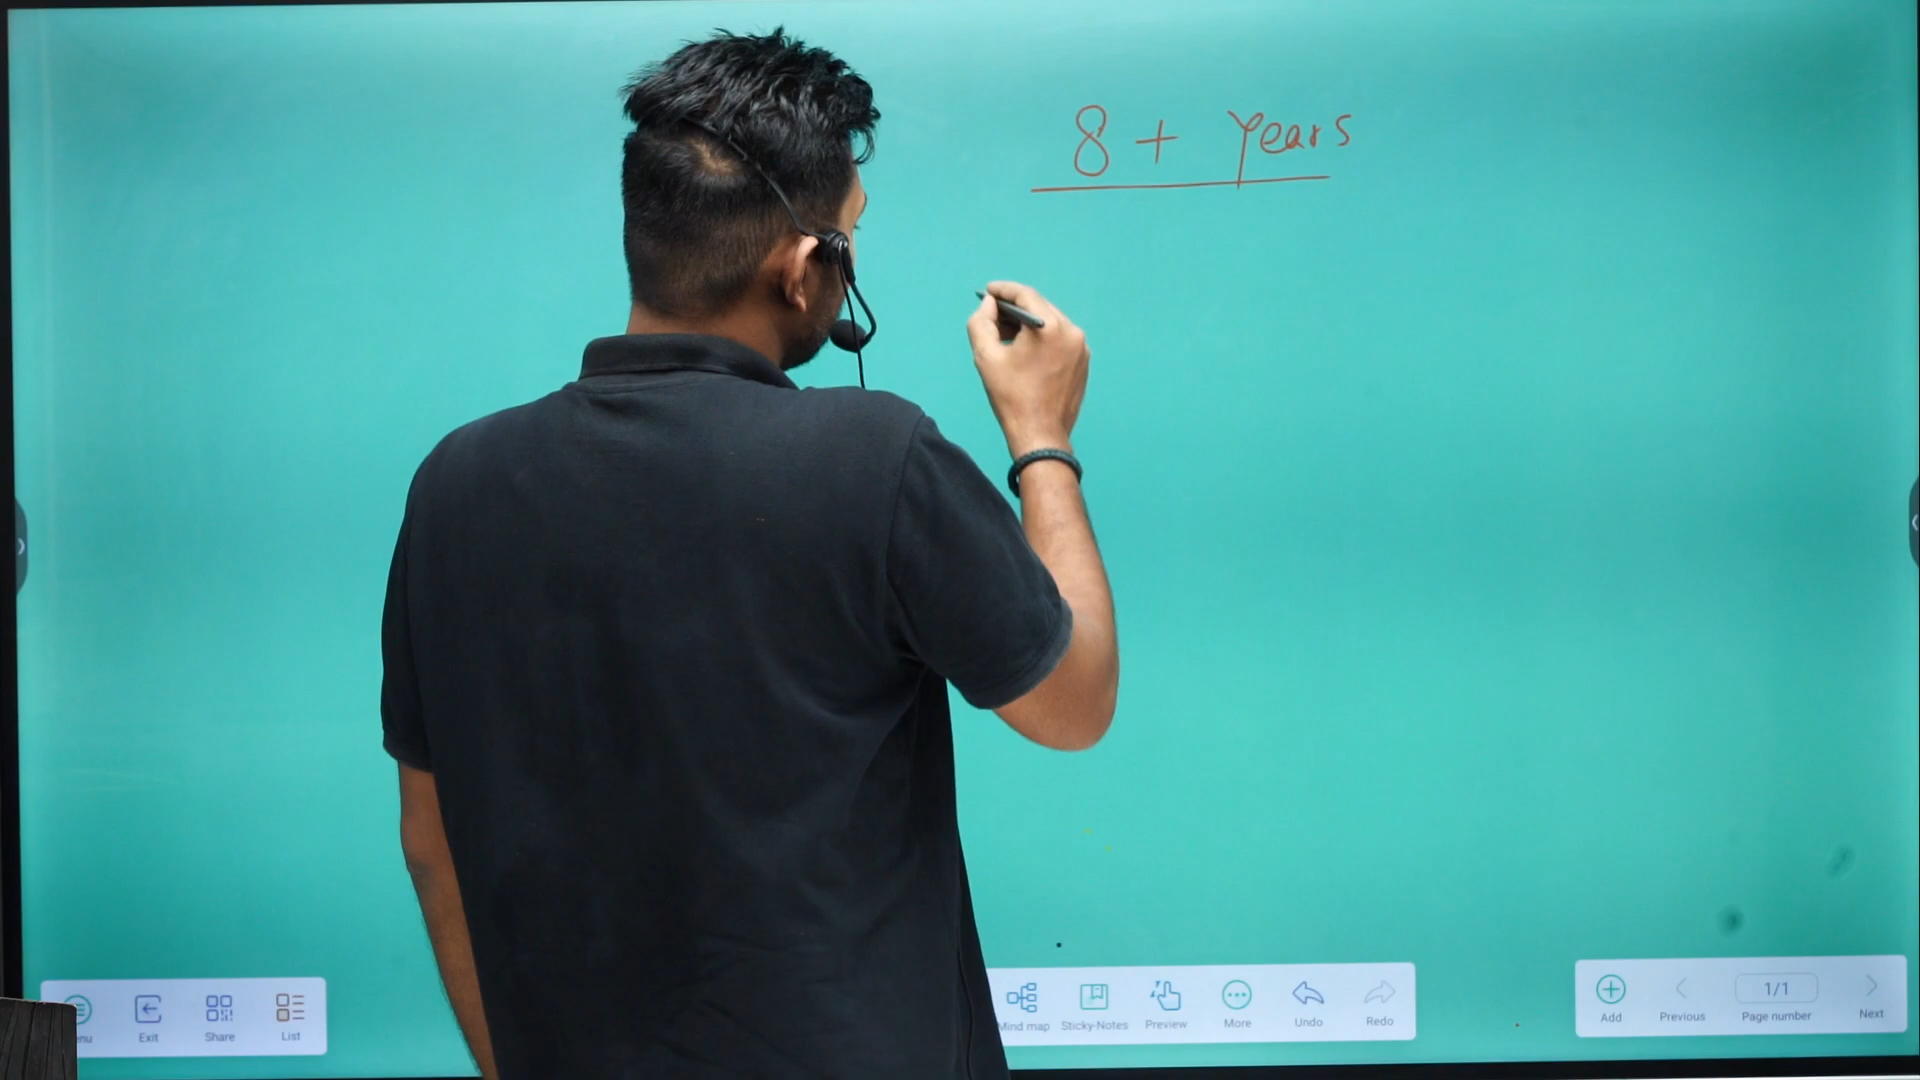 8 + years
enu
Exit
Share
List
Mind map
Sticky-Notes
Preview
More
Undo
Redo
Add
Previous
1/1
Page number
Next